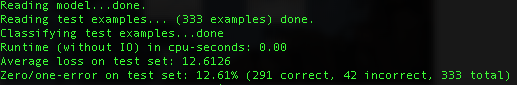 Reading model...done.
Reading test examples... (333 examples) done.
Classifying test examples...done
Runtime (without IO) in cpu-seconds: 0.00
Average loss on test set: 12.6126
Zero/one-error on test set: 12.61% (291 correct, 42 incorrect, 333 total)